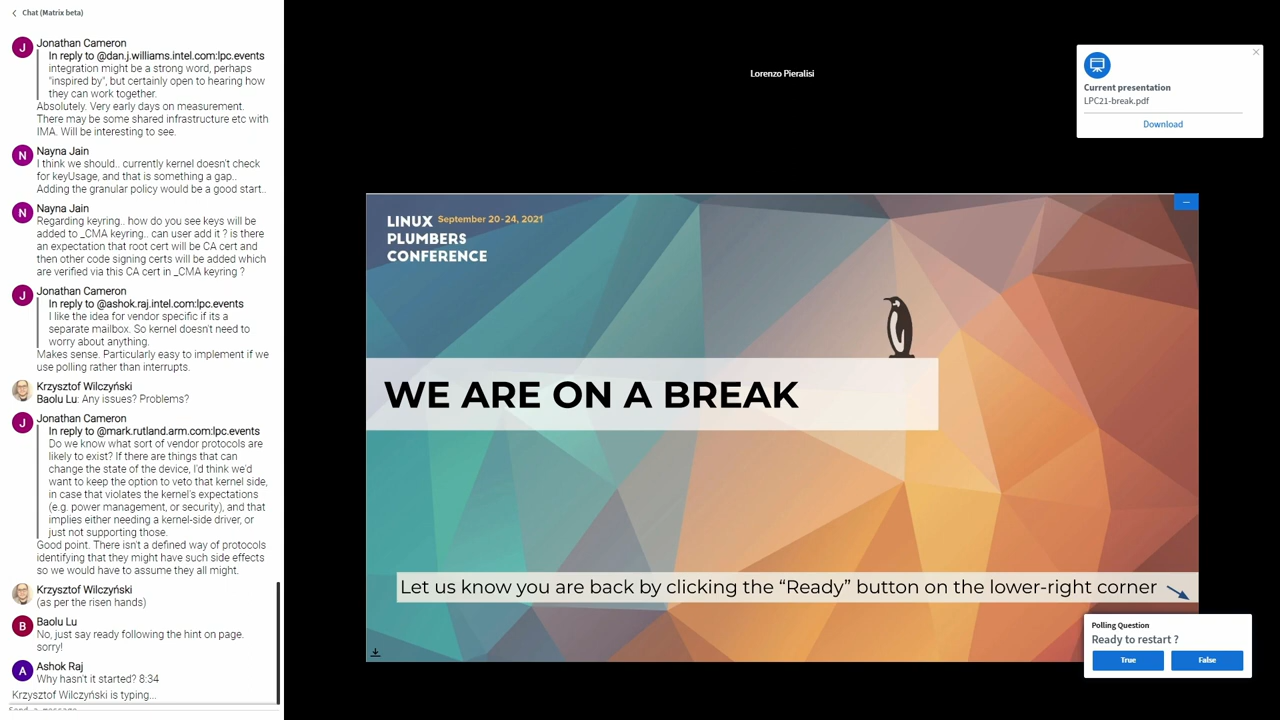 Chat (Matrix beta)
J
Jonathan Cameron
In reply to @dan.j.williams.intel.com:lpc.events
integration might be a strong word, perhaps
"inspired by", but certainly open to hearing how
they can work together.
Absolutely. Very early days on measurement.
There may be some shared infrastructure etc with
IMA. Will be interesting to see.
N
Nayna Jain
I think we should.. currently kernel doesn't check
for keyUsage, and that is something a gap..
Adding the granular policy would be a good start..
N
Nayna Jain
Regarding keyring.. how do you see keys will be
added to _CMA keyring.. can user add it ? is there
an expectation that root cert will be CA cert and
then other code signing certs will be added which
are verified via this CA cert in _CMA keyring ?
J
Jonathan Cameron
In reply to @ashok.raj.intel.com:lpc.events
I like the idea for vendor specific if its a
separate mailbox. So kernel doesn't need to
worry about anything.
Makes sense. Particularly easy to implement if we
use polling rather than interrupts.
Krzysztof Wilczyński
Baolu Lu: Any issues? Problems?
J
Jonathan Cameron
In reply to @mark.rutland.arm.com:lpc.events
Do we know what sort of vendor protocols are
likely to exist? If there are things that can
change the state of the device, I'd think we'd
want to keep the option to veto that kernel side,
in case that violates the kernel's expectations
(e.g. power management, or security), and that
implies either needing a kernel-side driver, or
just not supporting those.
Good point. There isn't a defined way of protocols
identifying that they might have such side effects
so we would have to assume they all might.
Krzysztof Wilczyński
(as per the risen hands)
B
Baolu Lu
No, just say ready following the hint on page.
sorry!
A
Ashok Raj
Why hasn't it started? 8:34
Krzysztof Wilczyński is typing...
Send a message
Lorenzo Pieralisi
Current presentation
LPC21-break.pdf
Download
LINUX
PLUMBERS
CONFERENCE
September 20-24, 2021
WE ARE ON A BREAK
Let us know you are back by clicking the “Ready” button on the lower-right corner
Polling Question
Ready to restart ?
True
False